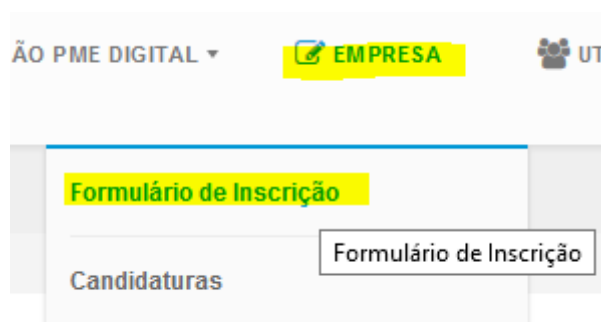 ÃO PME DIGITAL
EMPRESA
UT
Formulário de Inscrição
Formulário de Inscrição
Candidaturas